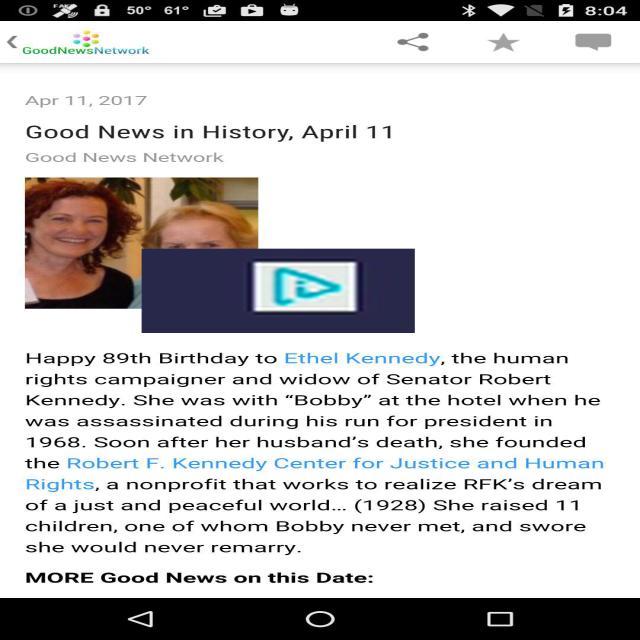 50° 61° 8:04
GoodNewsNetwork
Apr 11, 2017
Good News in History, April 11
Good News Network
Happy 89th Birthday to Ethel Kennedy, the human
rights campaigner and widow of Senator Robert
Kennedy. She was with “Bobby” at the hotel when he
was assassinated during his run for president in
1968. Soon after her husband’s death, she founded
the Robert F. Kennedy Center for Justice and Human
Rights, a nonprofit that works to realize RFK’s dream
of a just and peaceful world... (1928) She raised 11
children, one of whom Bobby never met, and swore
she would never remarry.
MORE Good News on this Date: